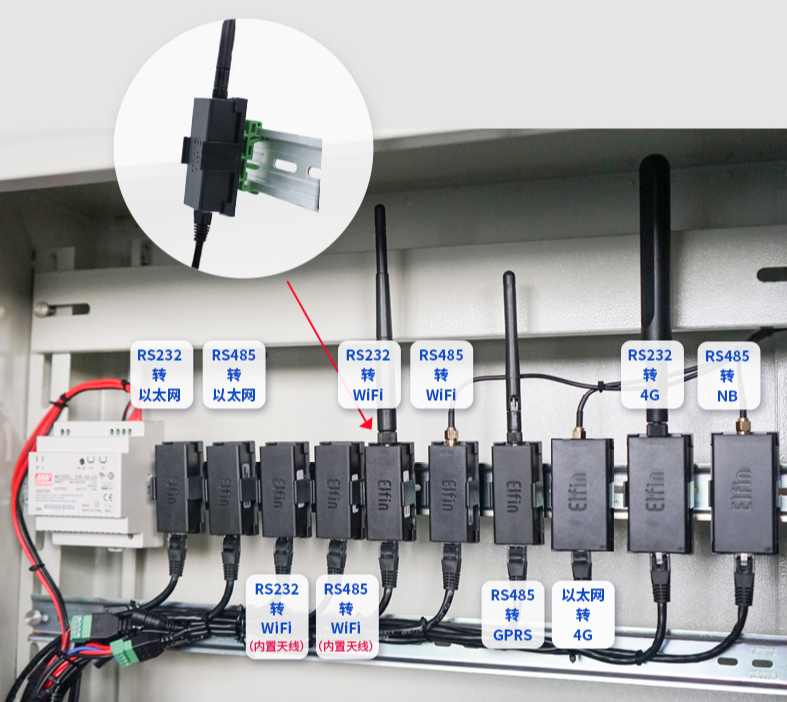 RS232
转
以太网
RS485
转
以太网
RS232
转
WiFi
RS485
转
WiFi
RS232
转
4G
RS485
转
NB
Elfin
Elfin
Elfin
Elfin
Elfin
Elfin
Elfin
Elfin
Elfin
Elfin
RS232
转
WiFi
(内置天线)
RS485
转
WiFi
(内置天线)
RS485
转
GPRS
以太网
转
4G